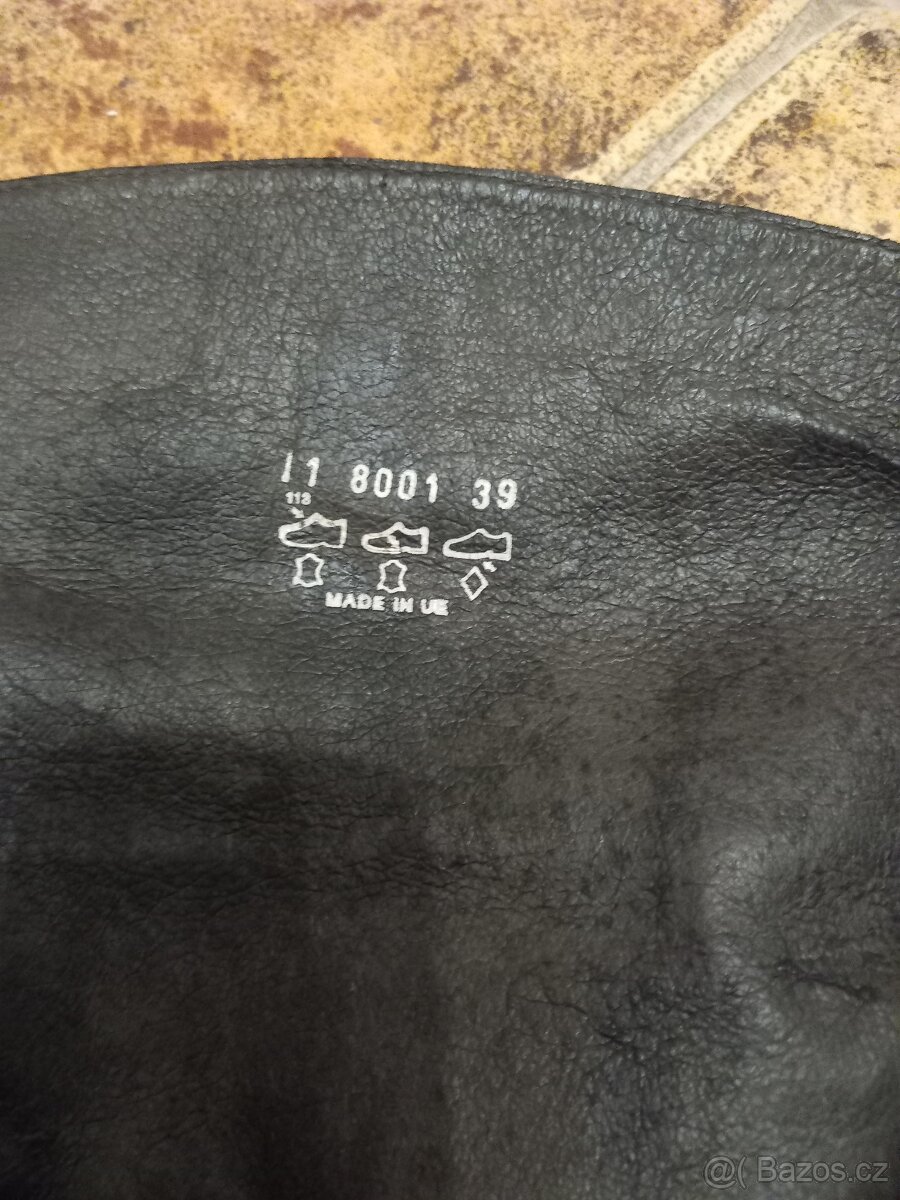 11 8001 39
113
MADE IN UE
@( Bazos.cz